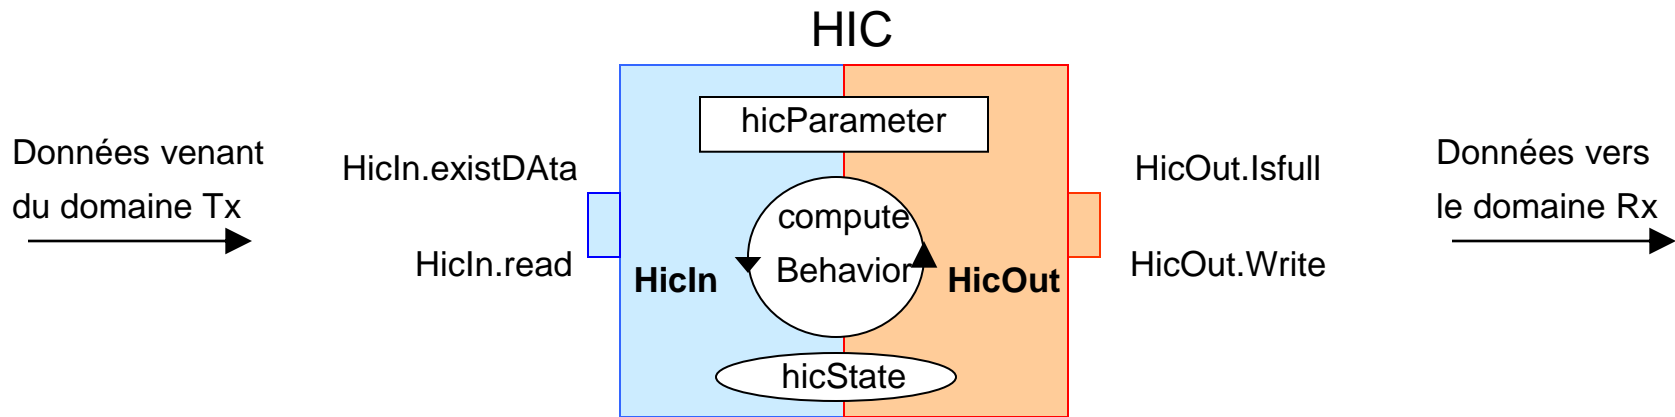 HIC
Données venant
du domaine Tx
HicIn.existDAta
HicIn.read
hicParameter
compute
Behavior
HicIn
HicOut
hicState
HicOut.Isfull
HicOut.Write
Données vers
le domaine Rx